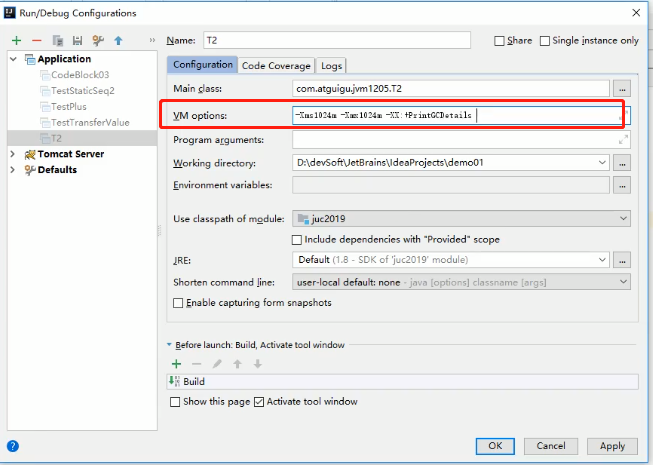 Run/Debug Configurations
Name: T2
Share
Single instance only
Application
CodeBlock03
TestStaticSeq2
TestPlus
TestTransferValue
T2
Tomcat Server
Defaults
Configuration Code Coverage Logs
Main class: com.atguigu.jvm1205.T2 ...
VM options: -Xms1024m -Xmx1024m -XX:+PrintGCDetails
Program arguments:
Working directory: D:\devSoft\JetBrains\IdeaProjects\demo01 ...
Environment variables: ...
Use classpath of module: juc2019
Include dependencies with "Provided" scope
JRE: Default (1.8 - SDK of 'juc2019' module) ...
Shorten command line: user-local default: none - java [options] classname [args]
Enable capturing form snapshots
Before launch: Build, Activate tool window
Build
Show this page Activate tool window
? OK Cancel Apply